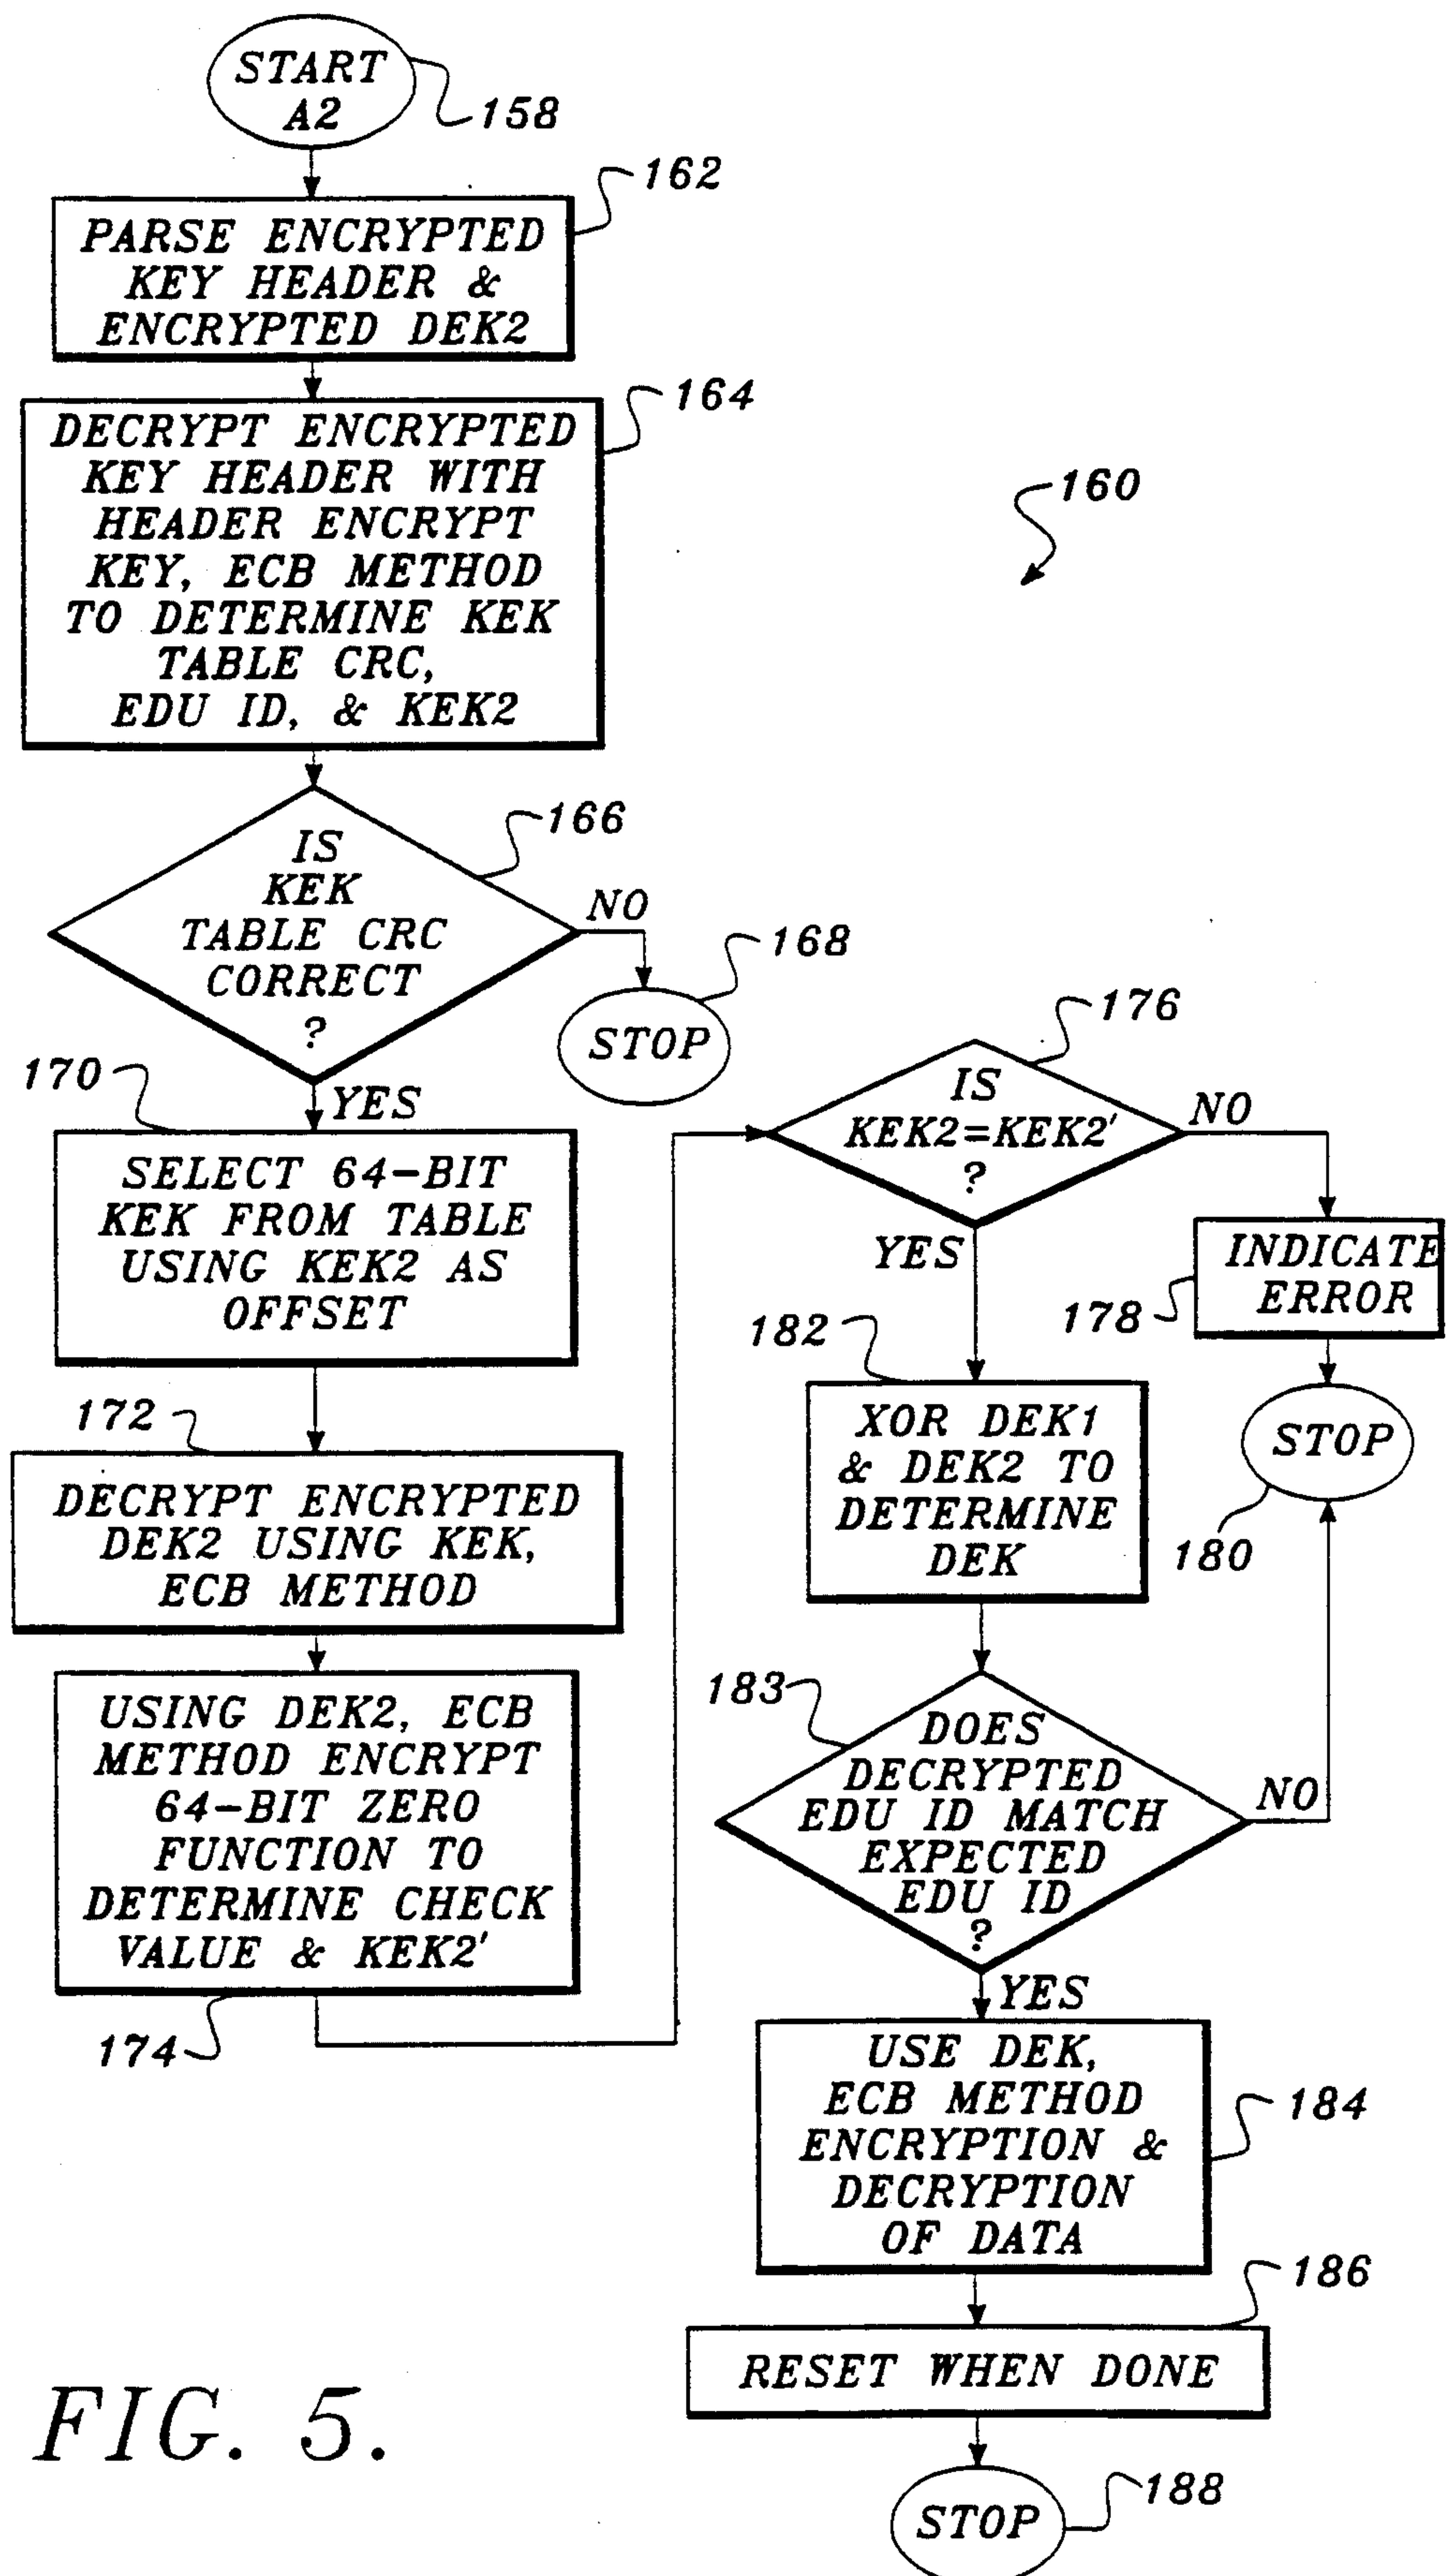 START
A2
158
162
PARSE ENCRYPTED
KEY HEADER &
ENCRYPTED DEK2
164
DECRYPT ENCRYPTED
KEY HEADER WITH
HEADER ENCRYPT
KEY, ECB METHOD
TO DETERMINE KEK
TABLE CRC,
EDU ID, & KEK2
160
166
IS
KEK
TABLE CRC
CORRECT
?
NO
168
STOP
YES
170
SELECT 64-BIT
KEK FROM TABLE
USING KEK2 AS
OFFSET
172
DECRYPT ENCRYPTED
DEK2 USING KEK,
ECB METHOD
USING DEK2, ECB
METHOD ENCRYPT
64-BIT ZERO
FUNCTION TO
DETERMINE CHECK
VALUE & KEK2'
174
176
IS
KEK2=KEK2'
?
NO
YES
INDICATE
ERROR
178
STOP
180
182
XOR DEK1
& DEK2 TO
DETERMINE
DEK
183
DOES
DECRYPTED
EDU ID MATCH
EXPECTED
EDU ID
?
NO
YES
USE DEK,
ECB METHOD
ENCRYPTION &
DECRYPTION
OF DATA
184
186
RESET WHEN DONE
STOP
188
FIG. 5.